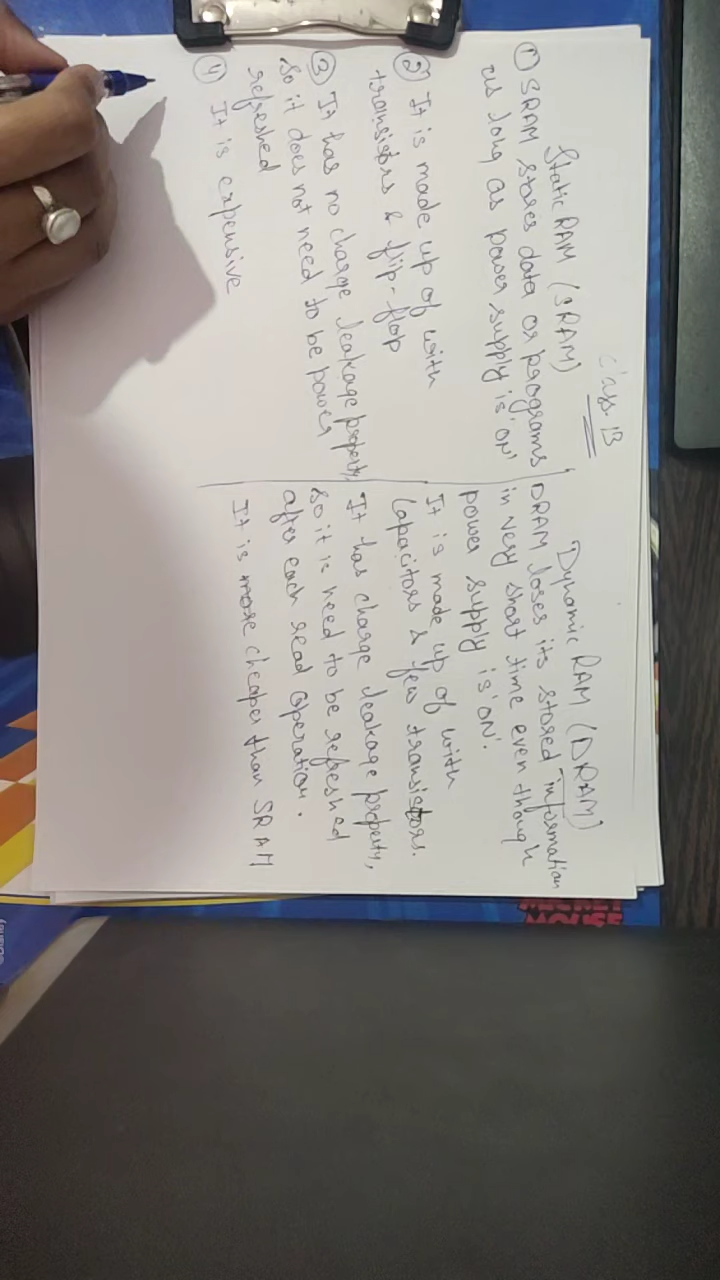 Class 13
Static RAM (SRAM)
① SRAM stores data or programs
as long as power supply is 'ON'
② It is made up of with
transistors & flip-flop
③ It has no charge leakage property,
so it does not need to be power
refreshed
④ It is expensive
Dynamic RAM (DRAM)
DRAM loses its stored information
in very short time even though
power supply is 'ON'.
It is made up of with
Capacitors & few transistors.
It has charge leakage property,
so it is need to be refreshed
after each read operation.
It is more cheaper than SRAM